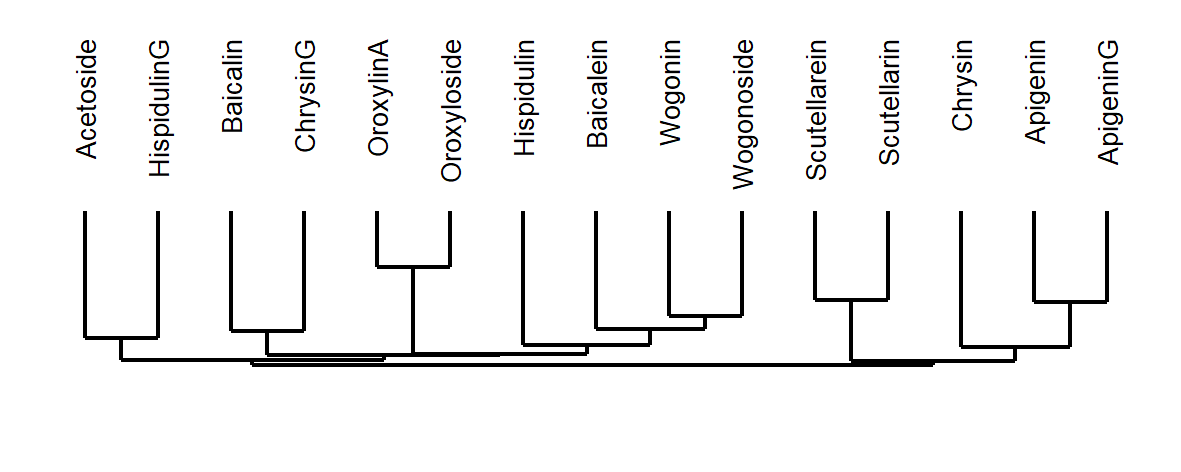 Acetoside
HispidulinG
Baicalin
ChrysinG
OroxylinA
Oroxyloside
Hispidulin
Baicalein
Wogonin
Wogonoside
Scutellarein
Scutellarin
Chrysin
Apigenin
ApigeninG